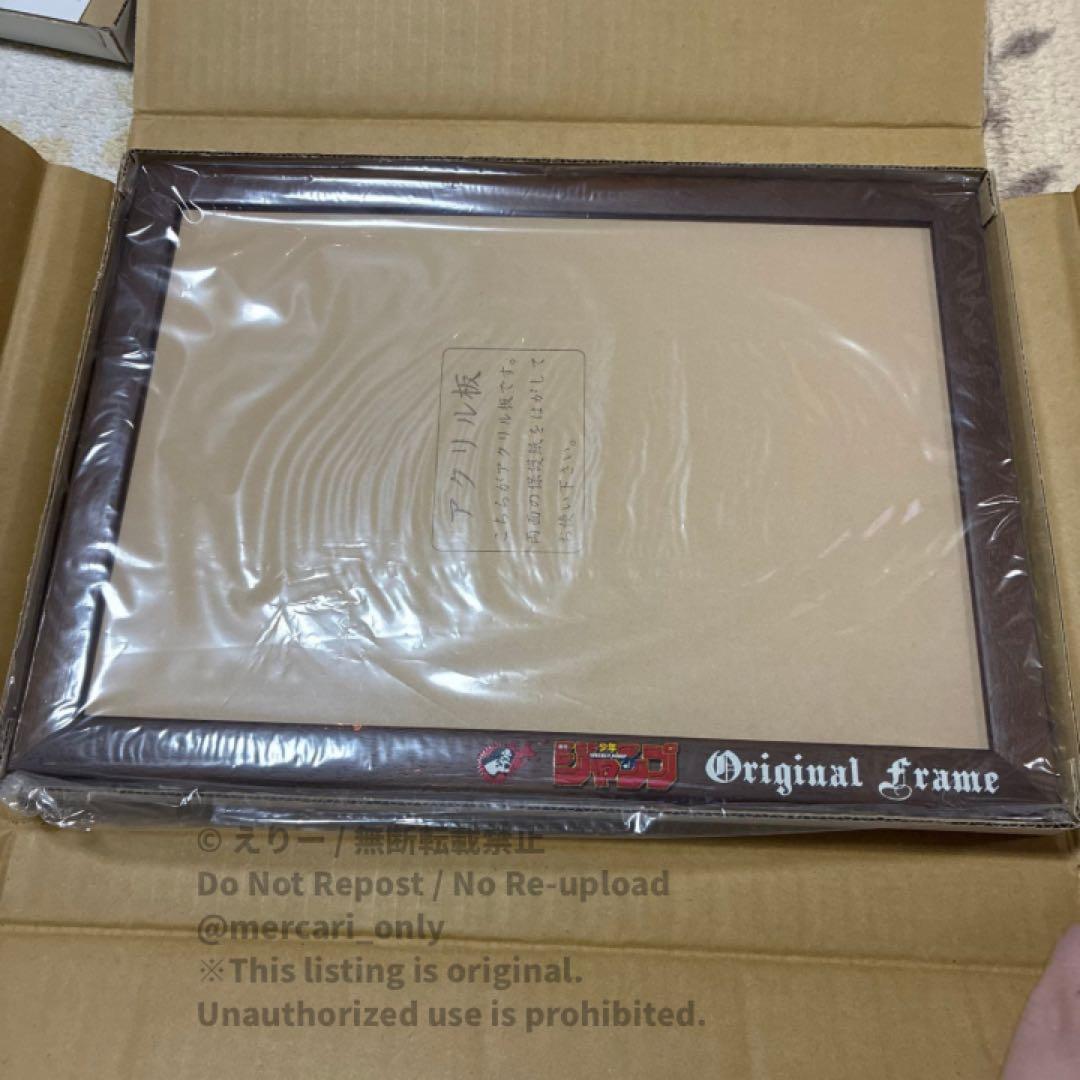 アクリル板
こちらがアクリル板です。
両面の保護紙をはがして
お使い下さい。
少年
ジャンプ
Original Frame
© えりー / 無断転載禁止
Do Not Repost / No Re-upload
@mercari_only
※This listing is original.
Unauthorized use is prohibited.